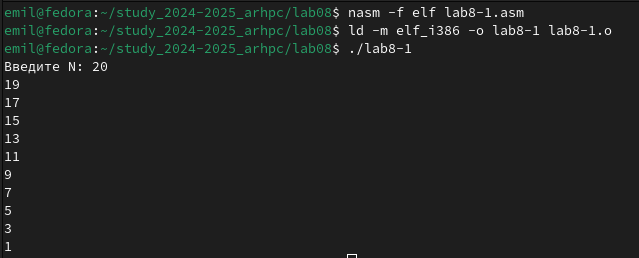 emil@fedora:~/study_2024-2025_arhpc/lab08$ nasm -f elf lab8-1.asm
emil@fedora:~/study_2024-2025_arhpc/lab08$ ld -m elf_i386 -o lab8-1 lab8-1.o
emil@fedora:~/study_2024-2025_arhpc/lab08$ ./lab8-1
Введите N: 20
19
17
15
13
11
9
7
5
3
1